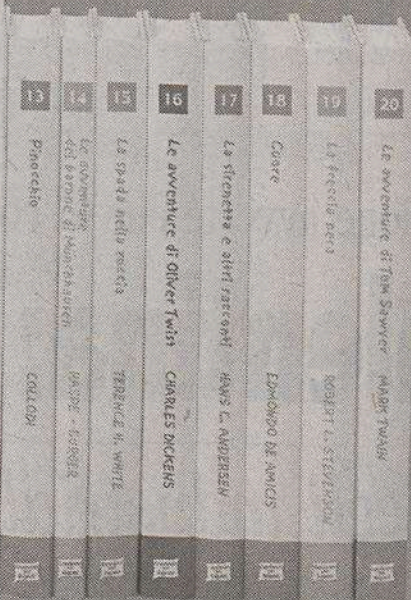 13
Pinocchio
COLLODI
14
Le avventure
del barone di Münchhausen
RASPE - BÜRGER
15
La spada nella roccia
TERENCE H. WHITE
16
Le avventure di Oliver Twist
CHARLES DICKENS
17
La sirenetta e altri racconti
HANS C. ANDERSEN
18
Cuore
EDMONDO DE AMICIS
19
La freccia nera
ROBERT L. STEVENSON
20
Le avventure di Tom Sawyer
MARK TWAIN